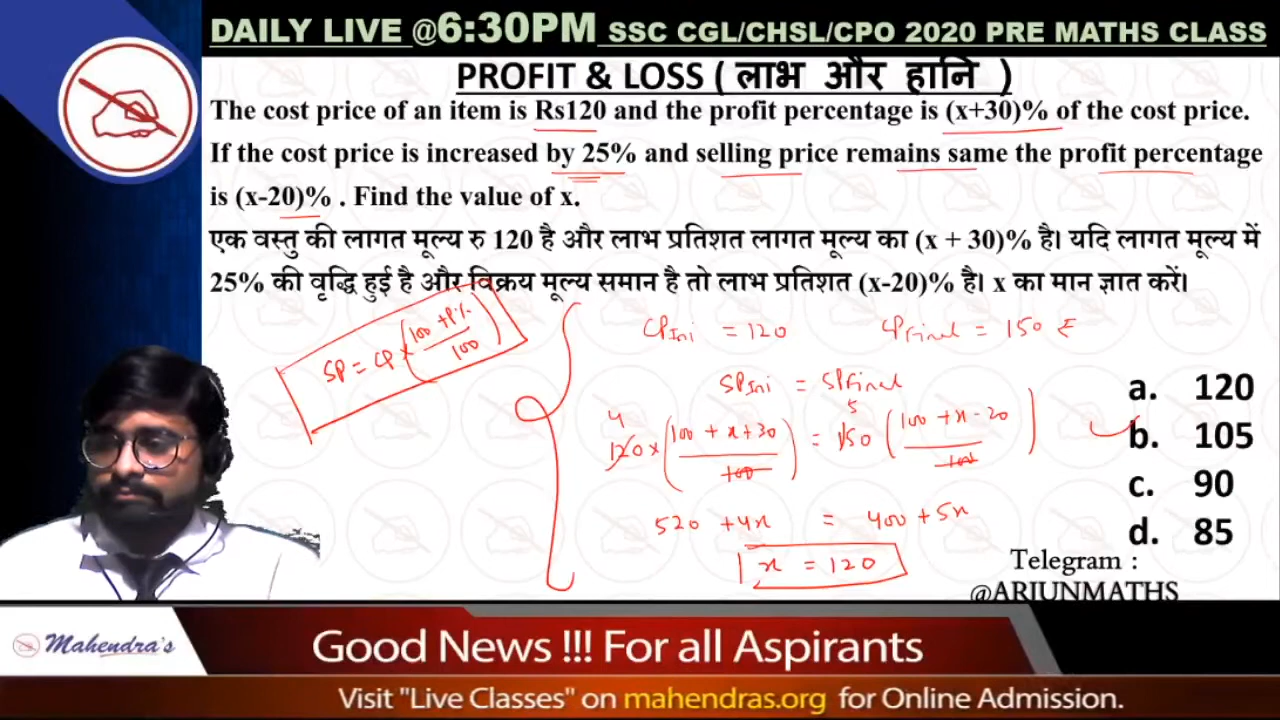 DAILY LIVE @6:30PM SSC CGL/CHSL/CPO 2020 PRE MATHS CLASS
PROFIT & LOSS ( लाभ और हानि )
The cost price of an item is Rs120 and the profit percentage is (x+30)% of the cost price.
If the cost price is increased by 25% and selling price remains same the profit percentage
is (x-20)% . Find the value of x.
एक वस्तु की लागत मूल्य रु 120 है और लाभ प्रतिशत लागत मूल्य का (x + 30)% है। यदि लागत मूल्य में
25% की वृद्धि हुई है और विक्रय मूल्य समान है तो लाभ प्रतिशत (x-20)% है। x का मान ज्ञात करें।
SP = CP × (100 + P% / 100)
CPIni = 120 CPFinal = 150 ₹
SPIni = SPFinal
4 5
120 × (100 + x + 30 / 100) = 150 (100 + x - 20 / 100)
520 + 4x = 400 + 5x
x = 120
a. 120
b. 105
c. 90
d. 85
Telegram :
@ARJUNMATHS
Mahendra's
Good News !!! For all Aspirants
Visit "Live Classes" on mahendras.org for Online Admission.